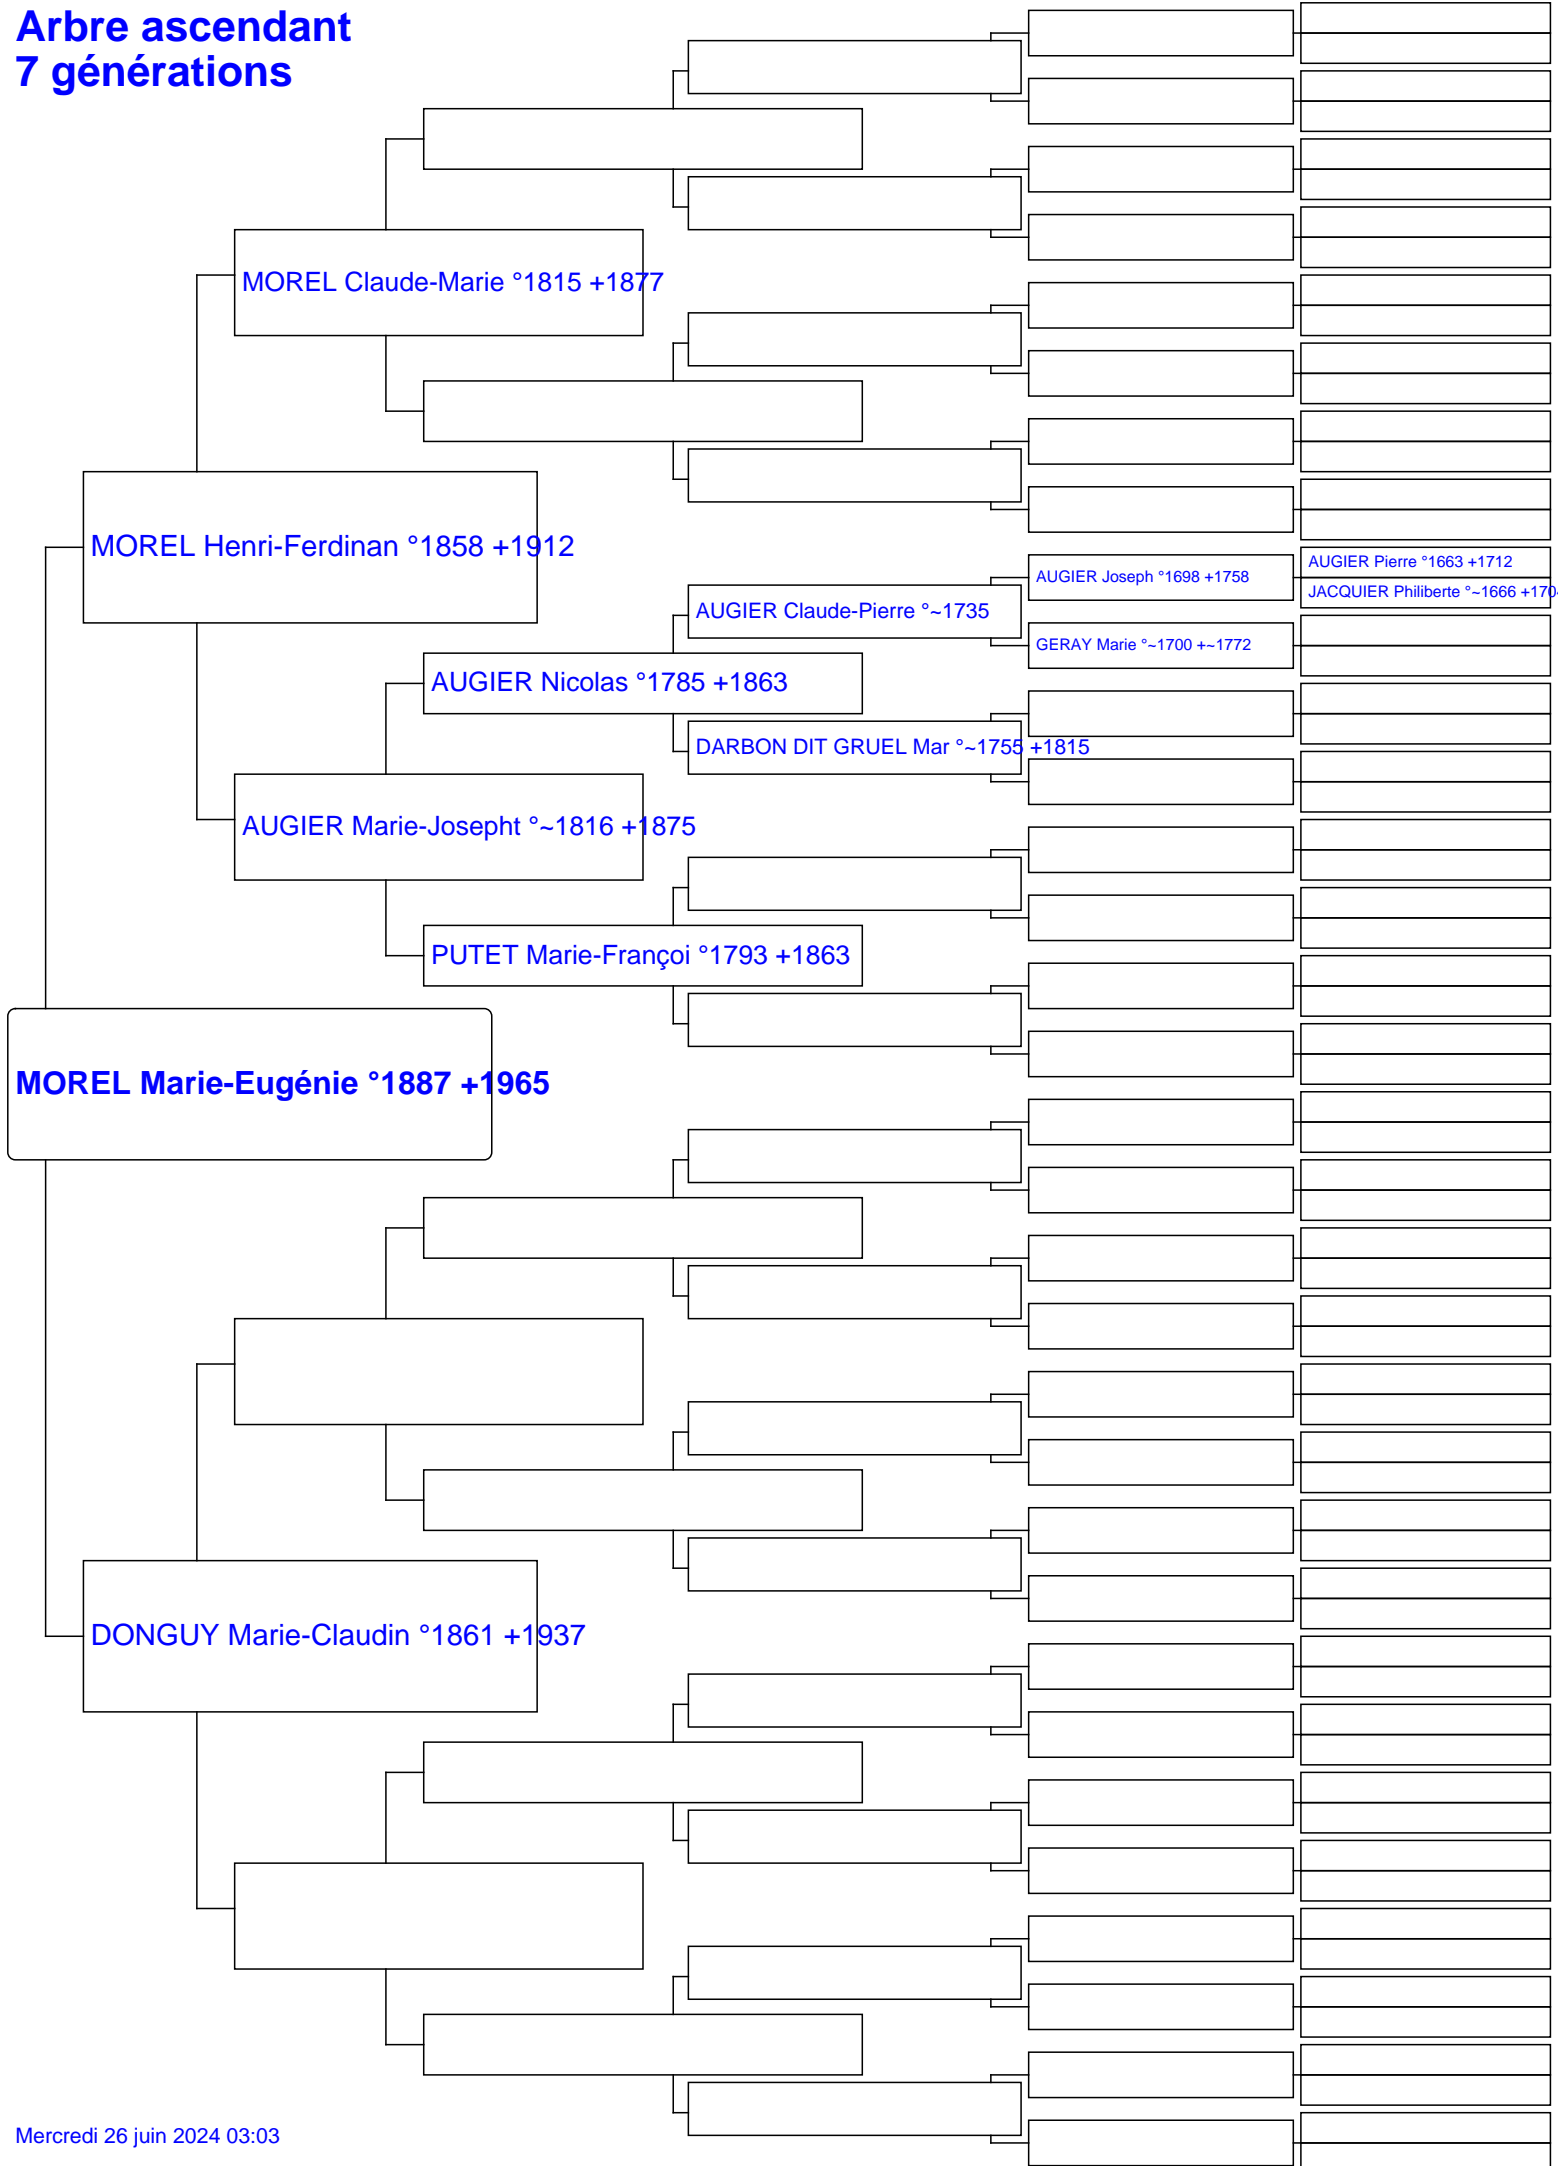 Arbre ascendant
7 générations
MOREL Claude-Marie °1815 +1877
MOREL Henri-Ferdinan °1858 +1912
AUGIER Pierre °1663 +1712
AUGIER Joseph °1698 +1758
JACQUIER Philiberte °~1666 +170
AUGIER Claude-Pierre °~1735
GERAY Marie °~1700 +~1772
AUGIER Nicolas °1785 +1863
DARBON DIT GRUEL Mar °~1755 +1815
AUGIER Marie-Josepht °~1816 +1875
PUTET Marie-Françoi °1793 +1863
MOREL Marie-Eugénie °1887 +1965
DONGUY Marie-Claudin °1861 +1937
Mercredi 26 juin 2024 03:03